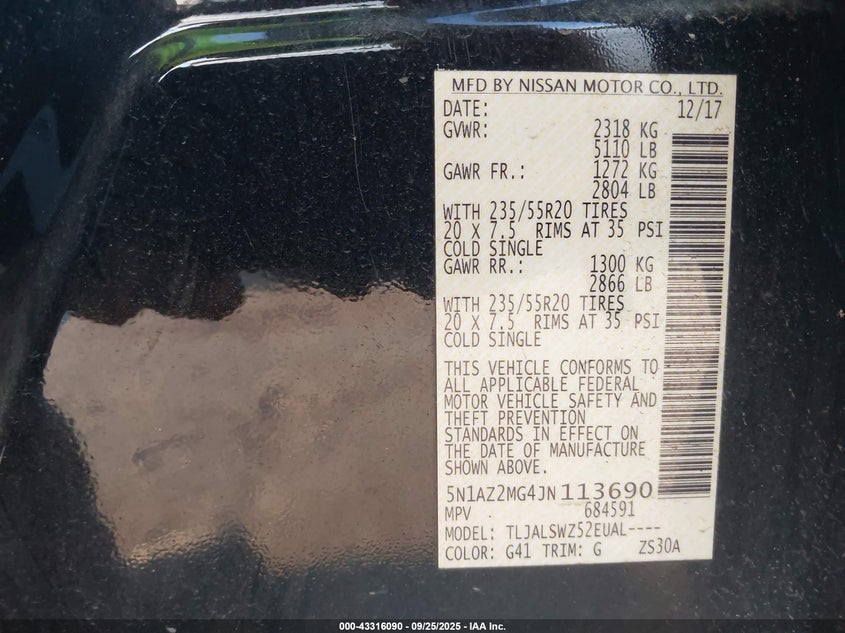 MFD BY NISSAN MOTOR CO., LTD.
DATE: 12/17
GVWR: 2318 KG
5110 LB
GAWR FR.: 1272 KG
2804 LB
WITH 235/55R20 TIRES
20 X 7.5 RIMS AT 35 PSI
COLD SINGLE
GAWR RR.: 1300 KG
2866 LB
WITH 235/55R20 TIRES
20 X 7.5 RIMS AT 35 PSI
COLD SINGLE
THIS VEHICLE CONFORMS TO
ALL APPLICABLE FEDERAL
MOTOR VEHICLE SAFETY AND
THEFT PREVENTION
STANDARDS IN EFFECT ON
THE DATE OF MANUFACTURE
SHOWN ABOVE.
5N1AZ2MG4JN113690
MPV 684591
MODEL: TLJALSWZ52EUAL----
COLOR: G41 TRIM: G ZS30A
000-43316090 - 09/25/2025 - IAA Inc.